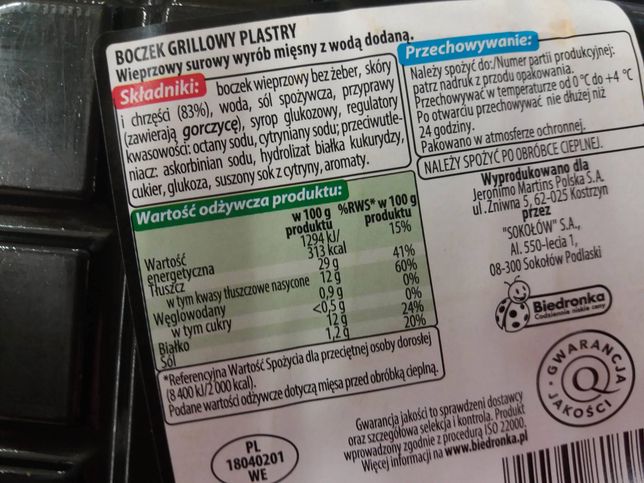 BOCZEK GRILLOWY PLASTRY
Wieprzowy surowy wyrób mięsny z wodą dodaną.
Składniki: boczek wieprzowy bez żeber, skóry
i chrzęści (83%), woda, sól spożywcza, przyprawy
(zawierają gorczycę), syrop glukozowy, regulatory
kwasowości: octany sodu, cytryniany sodu; przeciwutle-
niacz: askorbinian sodu, hydrolizat białka kukurydzy,
cukier, glukoza, suszony sok z cytryny, aromaty.
Przechowywanie:
Należy spożyć do:/Numer partii produkcyjnej:
patrz nadruk z przodu opakowania.
Przechowywać w temperaturze od 0 °C do +4 °C
Po otwarciu przechowywać nie dłużej niż
24 godziny.
Pakowano w atmosferze ochronnej.
NALEŻY SPOŻYĆ PO OBRÓBCE CIEPLNEJ.
Wyprodukowano dla
Jeronimo Martins Polska S.A.
ul. Żniwna 5, 62-025 Kostrzyn
przez
"SOKOŁÓW" S.A.,
Al. 550-lecia 1,
08-300 Sokołów Podlaski
Wartość odżywcza produktu:
w 100 g produktu %RWS* w 100 g produktu
Wartość energetyczna 1294 kJ/ 313 kcal 15%
Tłuszcz 29 g 41%
w tym kwasy tłuszczowe nasycone 12 g 60%
Węglowodany 0,9 g 0%
w tym cukry <0,5 g 0%
Białko 12 g 24%
Sól 1,2 g 20%
*Referencyjna Wartość Spożycia dla przeciętnej osoby dorosłej
(8 400 kJ/2 000 kcal).
Podane wartości odżywcze dotyczą mięsa przed obróbką cieplną.
Biedronka
Codziennie niskie ceny
GWARANCJA
Q
JAKOŚCI
Gwarancja jakości to sprawdzeni dostawcy
oraz szczegółowa selekcja i kontrola. Produkt
wprowadzony zgodnie z procedurą ISO 22000.
Więcej informacji na www.biedronka.pl
PL
18040201
WE